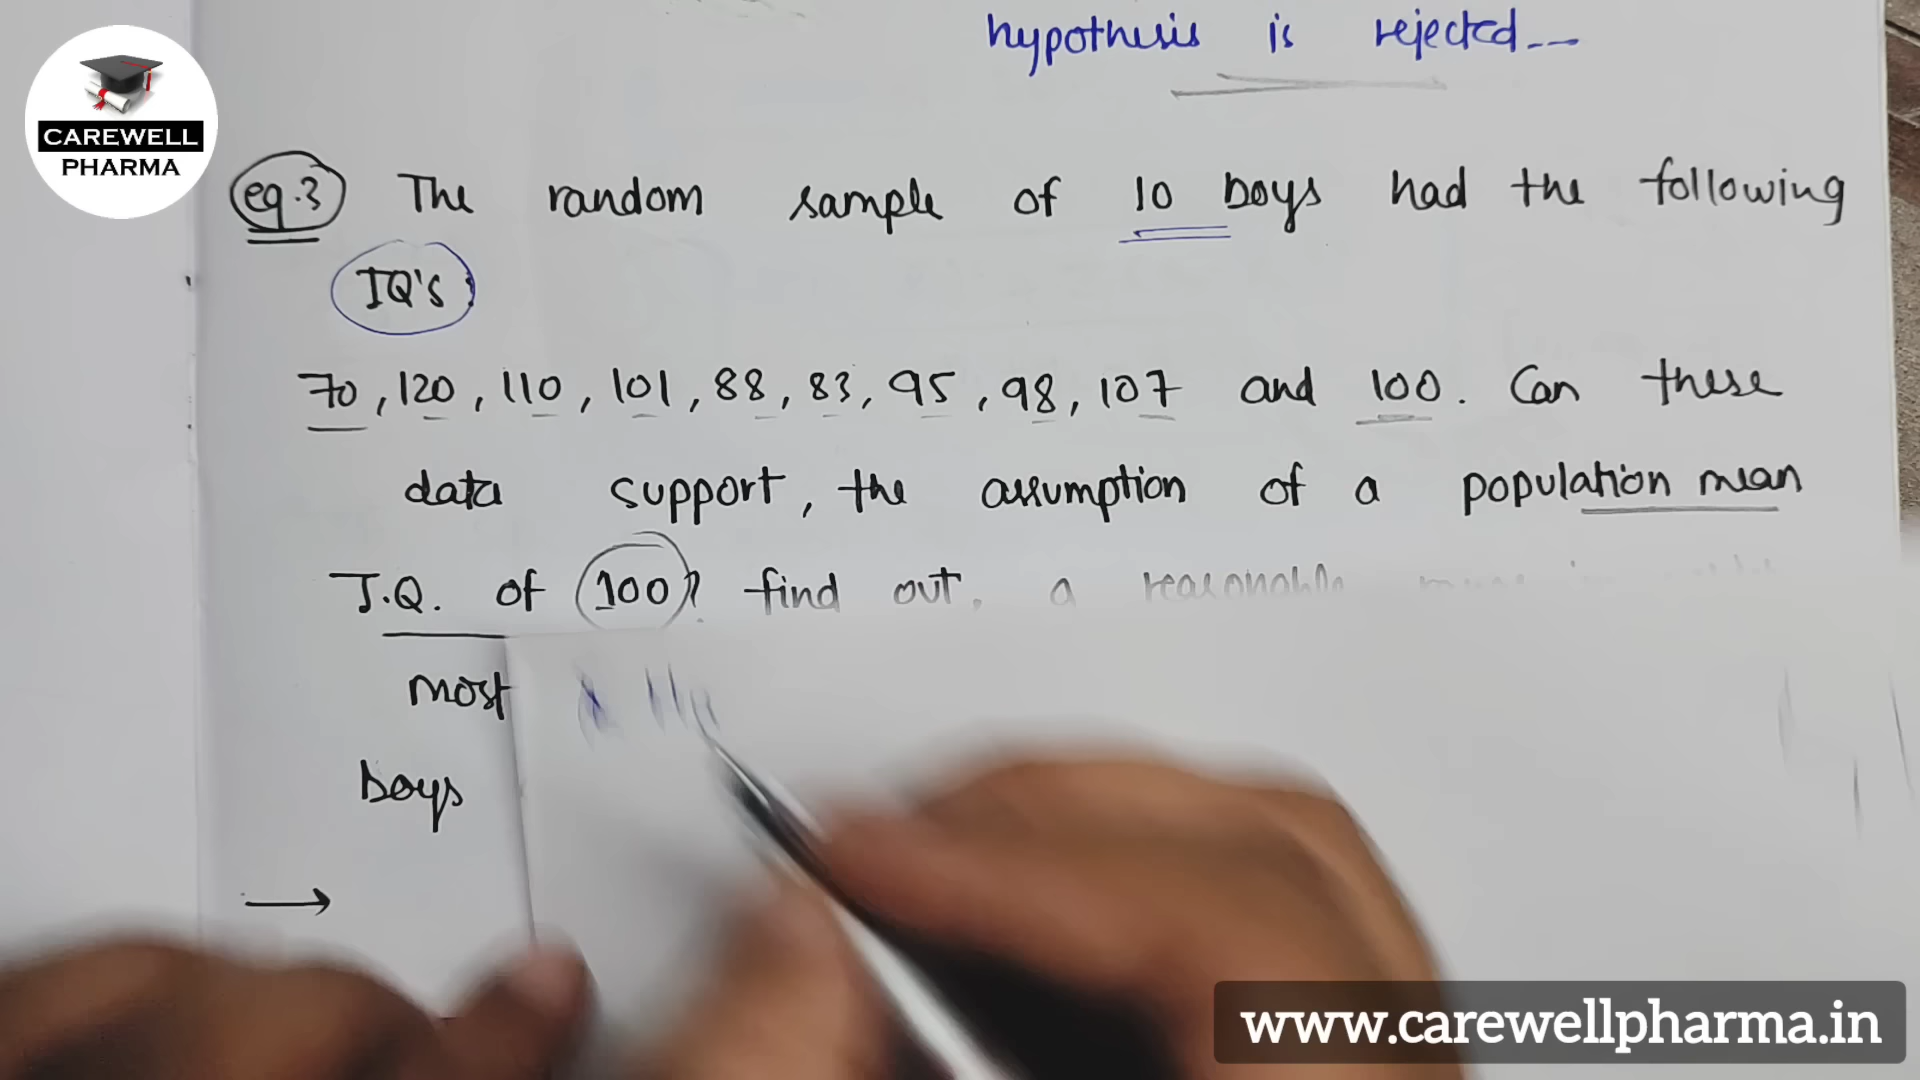 hypothesis is rejected...
CAREWELL
PHARMA
eg.3 The random sample of 10 boys had the following
IQ's
70, 120, 110, 101, 88, 83, 95, 98, 107 and 100. Can these
data support, the assumption of a population mean
I.Q. of 100? find out, a reasonable
most
boys
www.carewellpharma.in